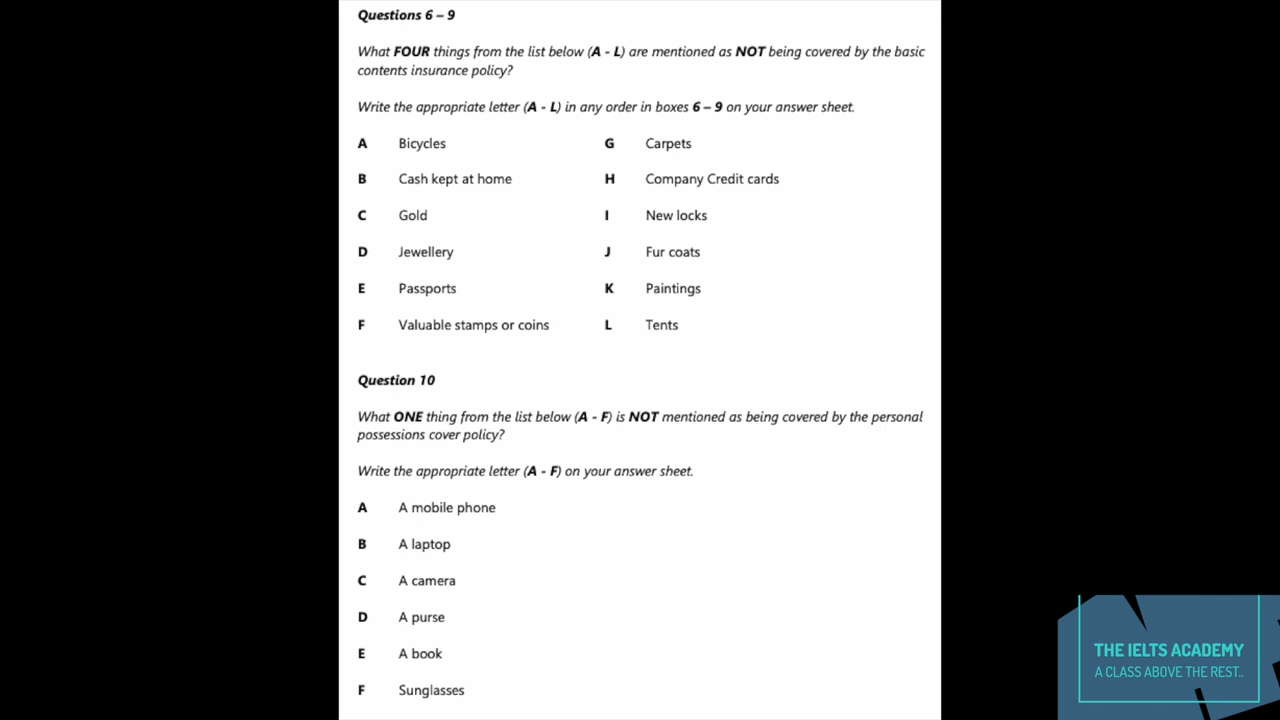 Questions 6 – 9
What FOUR things from the list below (A - L) are mentioned as NOT being covered by the basic
contents insurance policy?
Write the appropriate letter (A - L) in any order in boxes 6 – 9 on your answer sheet.
A Bicycles G Carpets
B Cash kept at home H Company Credit cards
C Gold I New locks
D Jewellery J Fur coats
E Passports K Paintings
F Valuable stamps or coins L Tents
Question 10
What ONE thing from the list below (A - F) is NOT mentioned as being covered by the personal
possessions cover policy?
Write the appropriate letter (A - F) on your answer sheet.
A A mobile phone
B A laptop
C A camera
D A purse
E A book
F Sunglasses
THE IELTS ACADEMY
A CLASS ABOVE THE REST..